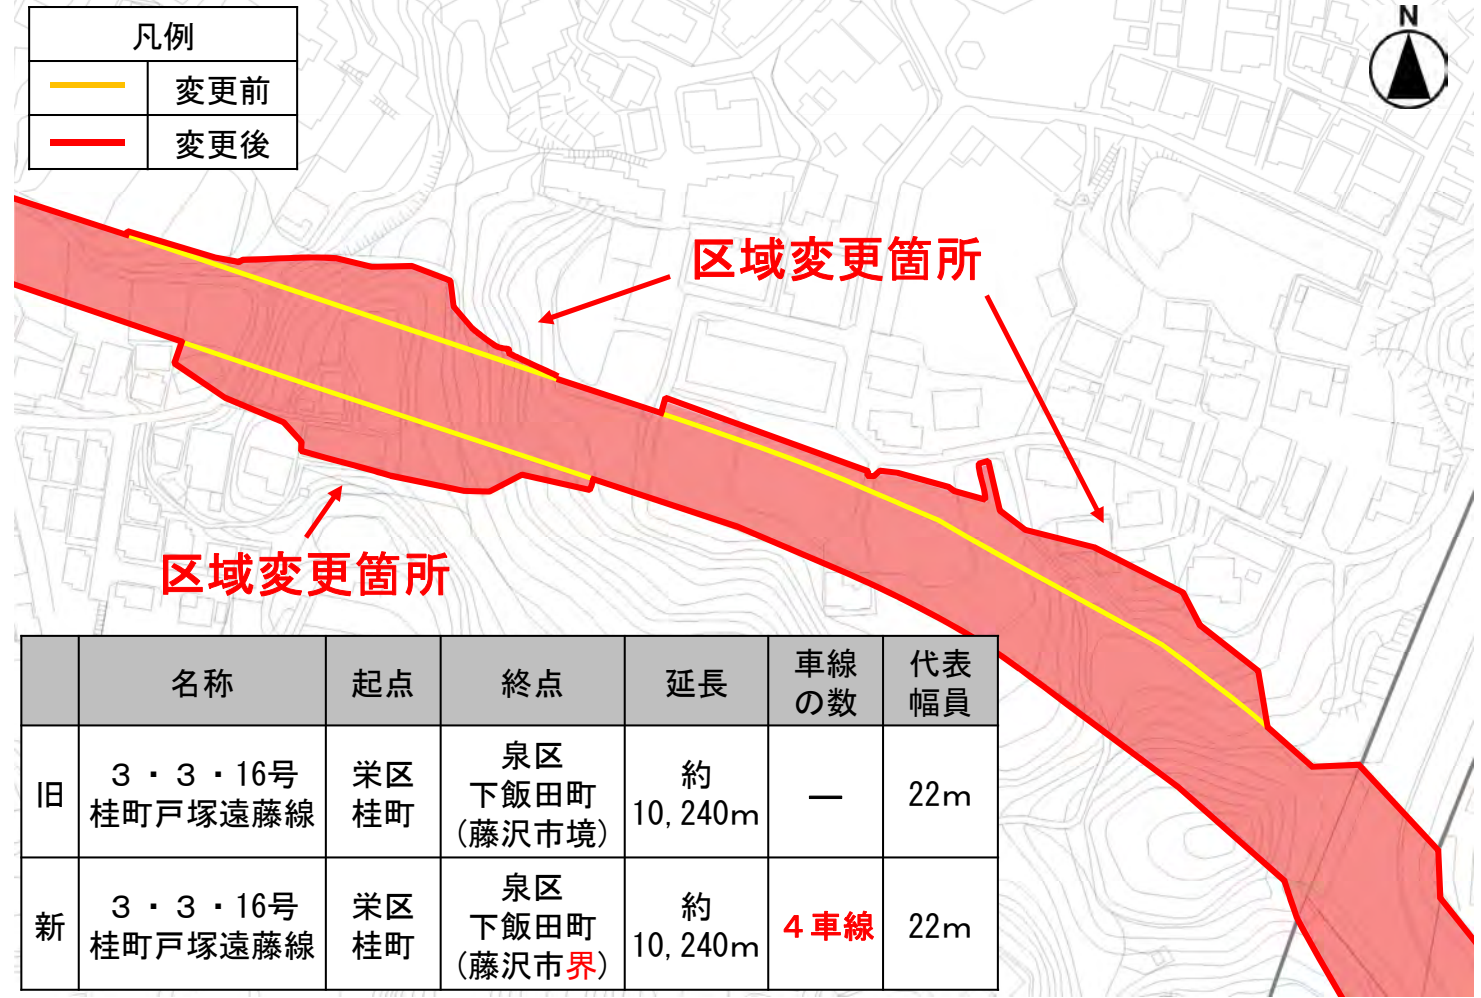 凡例
変更前
変更後
N
区域変更箇所
区域変更箇所
名称
起点
終点
延長
車線
の数
代表
幅員
旧
3・3・16号
桂町戸塚遠藤線
栄区
桂町
泉区
下飯田町
(藤沢市境)
約
10,240m
―
22m
新
3・3・16号
桂町戸塚遠藤線
栄区
桂町
泉区
下飯田町
(藤沢市界)
約
10,240m
4車線
22m